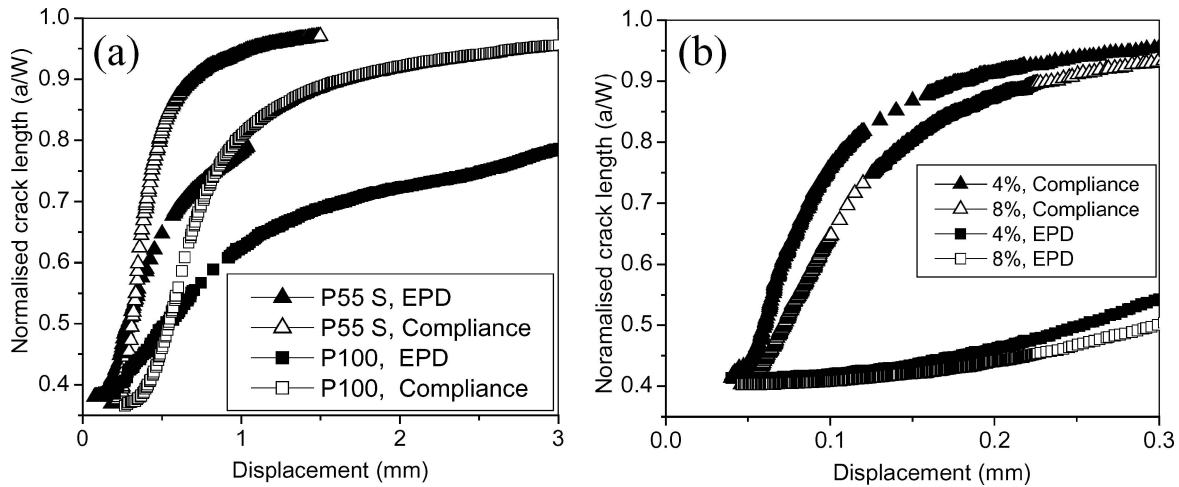 (a)
Normalised crack length (a/W)
1.0
0.9
0.8
0.7
0.6
0.5
0.4
P55 S, EPD
P55 S, Compliance
P100, EPD
P100, Compliance
0 1 2 3
Displacement (mm)
(b)
Noramalised crack length (a/W)
1.0
0.9
0.8
0.7
0.6
0.5
0.4
4%, Compliance
8%, Compliance
4%, EPD
8%, EPD
0.0 0.1 0.2 0.3
Displacement (mm)